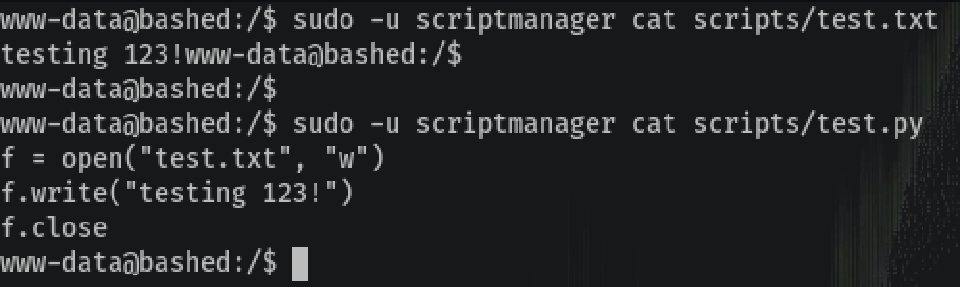 www-data@bashed:/$ sudo -u scriptmanager cat scripts/test.txt
testing 123!www-data@bashed:/$
www-data@bashed:/$
www-data@bashed:/$ sudo -u scriptmanager cat scripts/test.py
f = open("test.txt", "w")
f.write("testing 123!")
f.close
www-data@bashed:/$